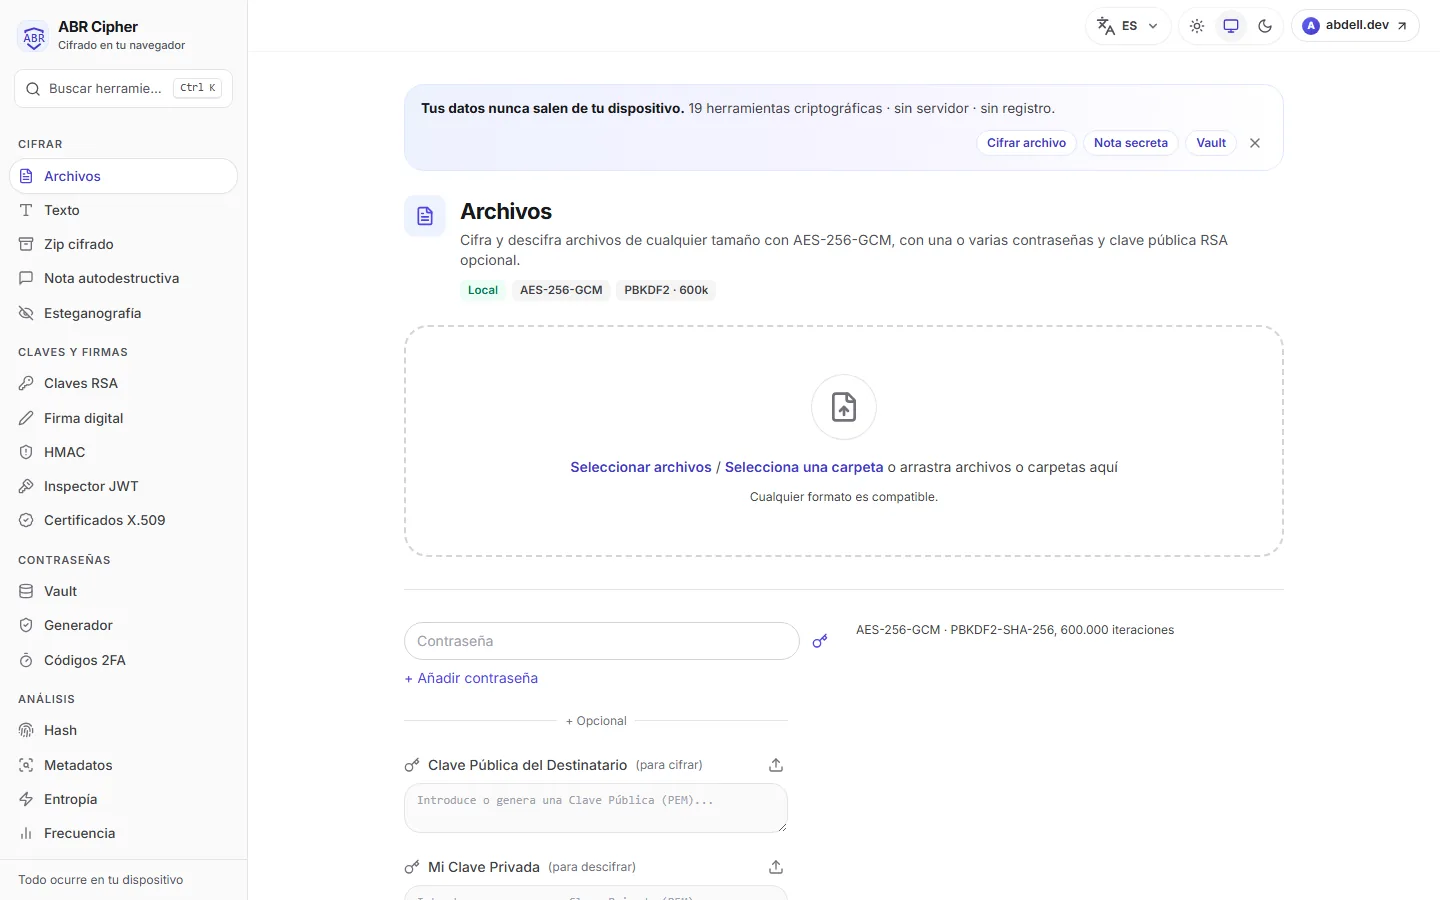 ABR Cipher
Cifrado en tu navegador
ABR
Buscar herramie...
Ctrl K
CIFRAR
Archivos
Texto
Zip cifrado
Nota autodestructiva
Esteganografía
CLAVES Y FIRMAS
Claves RSA
Firma digital
HMAC
Inspector JWT
Certificados X.509
CONTRASEÑAS
Vault
Generador
Códigos 2FA
ANÁLISIS
Hash
Metadatos
Entropía
Frecuencia
Todo ocurre en tu dispositivo
ES
A abdell.dev
Tus datos nunca salen de tu dispositivo. 19 herramientas criptográficas · sin servidor · sin registro.
Cifrar archivo
Nota secreta
Vault
Archivos
Cifra y descifra archivos de cualquier tamaño con AES-256-GCM, con una o varias contraseñas y clave pública RSA
opcional.
Local
AES-256-GCM
PBKDF2 · 600k
Seleccionar archivos / Selecciona una carpeta o arrastra archivos o carpetas aquí
Cualquier formato es compatible.
Contraseña
AES-256-GCM · PBKDF2-SHA-256, 600.000 iteraciones
+ Añadir contraseña
+ Opcional
Clave Pública del Destinatario (para cifrar)
Introduce o genera una Clave Pública (PEM)...
Mi Clave Privada (para descifrar)